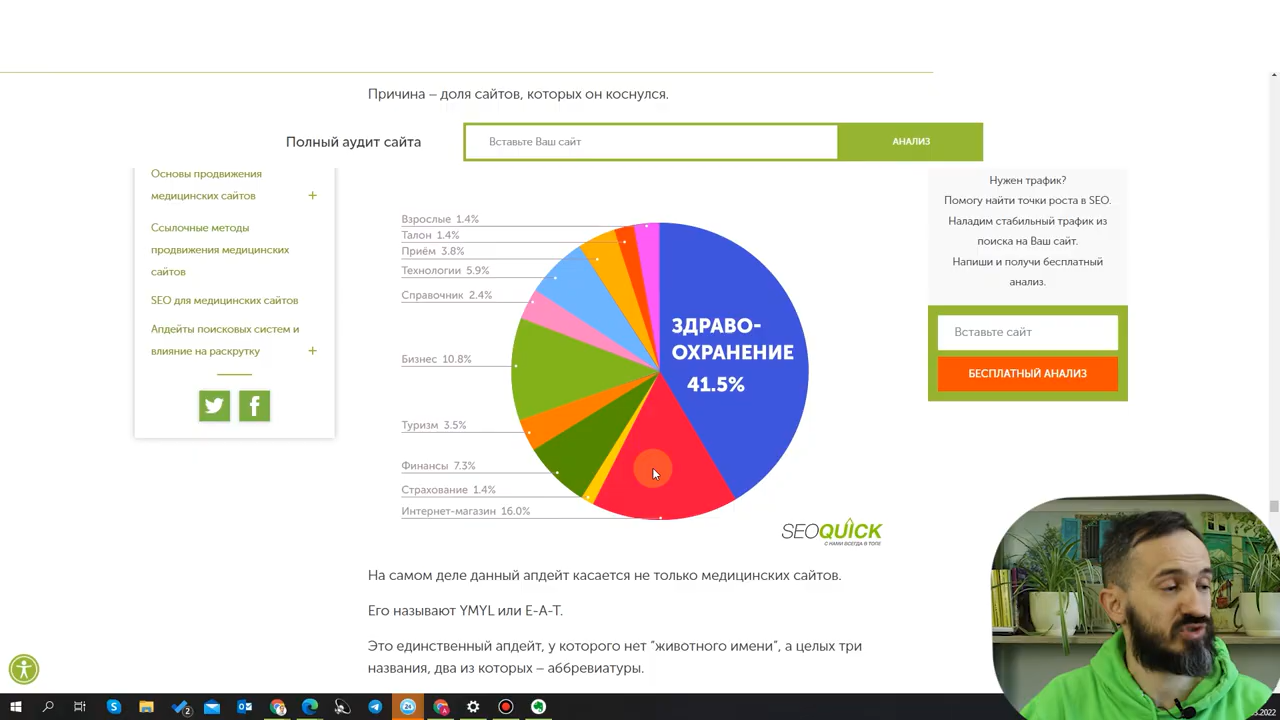 Причина – доля сайтов, которых он коснулся.
Полный аудит сайта
Вставьте Ваш сайт
АНАЛИЗ
Основы продвижения
медицинских сайтов +
Ссылочные методы
продвижения медицинских
сайтов
SEO для медицинских сайтов
Апдейты поисковых систем и
влияние на раскрутку +
Взрослые 1.4%
Талон 1.4%
Приём 3.8%
Технологии 5.9%
Справочник 2.4%
Бизнес 10.8%
Туризм 3.5%
Финансы 7.3%
Страхование 1.4%
Интернет-магазин 16.0%
ЗДРАВО-
ОХРАНЕНИЕ
41.5%
SEOQUICK
С НАМИ ВСЕГДА В ТОПЕ
Нужен трафик?
Помогу найти точки роста в SEO.
Наладим стабильный трафик из
поиска на Ваш сайт.
Напиши и получи бесплатный
анализ.
Вставьте сайт
БЕСПЛАТНЫЙ АНАЛИЗ
На самом деле данный апдейт касается не только медицинских сайтов.
Его называют YMYL или E-A-T.
Это единственный апдейт, у которого нет “животного имени”, а целых три
названия, два из которых – аббревиатуры.
24
.2022